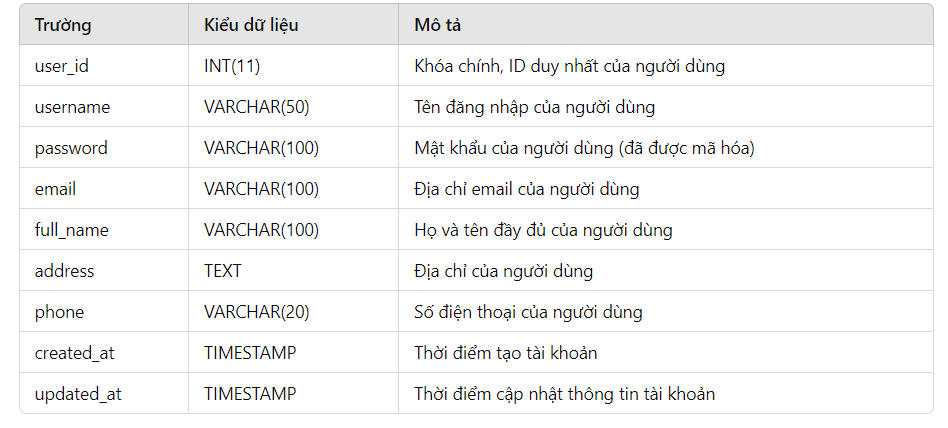 Trường Kiểu dữ liệu Mô tả
user_id INT(11) Khóa chính, ID duy nhất của người dùng
username VARCHAR(50) Tên đăng nhập của người dùng
password VARCHAR(100) Mật khẩu của người dùng (đã được mã hóa)
email VARCHAR(100) Địa chỉ email của người dùng
full_name VARCHAR(100) Họ và tên đầy đủ của người dùng
address TEXT Địa chỉ của người dùng
phone VARCHAR(20) Số điện thoại của người dùng
created_at TIMESTAMP Thời điểm tạo tài khoản
updated_at TIMESTAMP Thời điểm cập nhật thông tin tài khoản